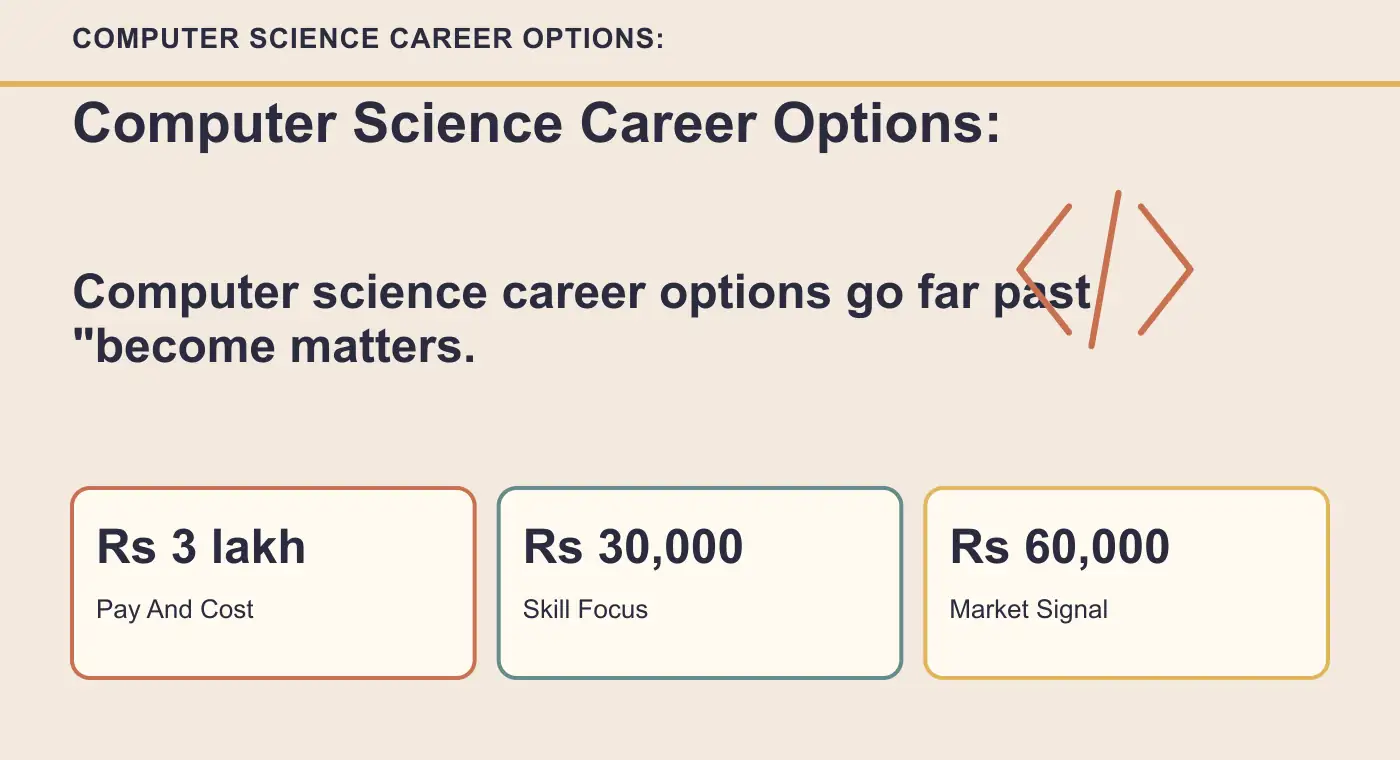 COMPUTER SCIENCE CAREER OPTIONS:
Computer Science Career Options:
Computer science career options go far past
"become matters.
Rs 3 lakh
Pay And Cost
Rs 30,000
Skill Focus
Rs 60,000
Market Signal